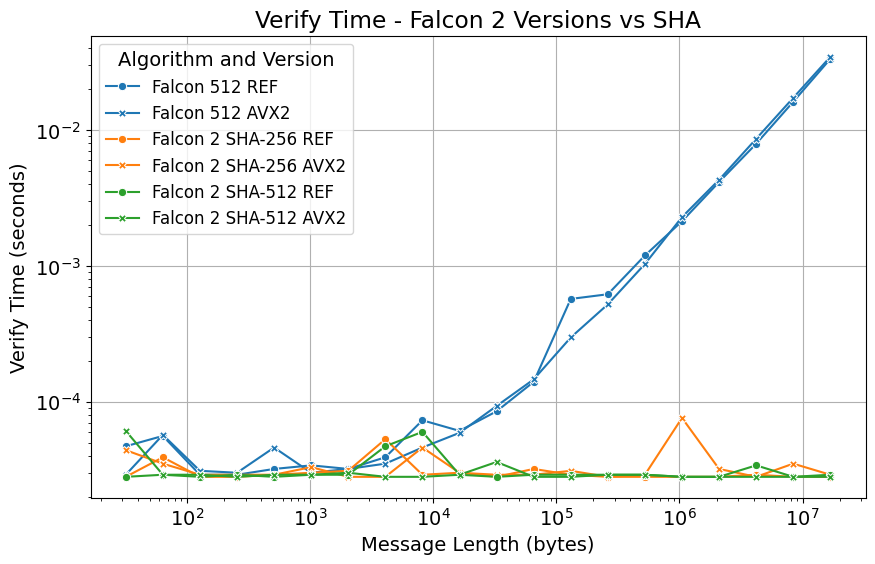 Verify Time - Falcon 2 Versions vs SHA
Algorithm and Version
Falcon 512 REF
Falcon 512 AVX2
Falcon 2 SHA-256 REF
Falcon 2 SHA-256 AVX2
Falcon 2 SHA-512 REF
Falcon 2 SHA-512 AVX2
Verify Time (seconds)
10⁻²
10⁻³
10⁻⁴
10² 10³ 10⁴ 10⁵ 10⁶ 10⁷
Message Length (bytes)